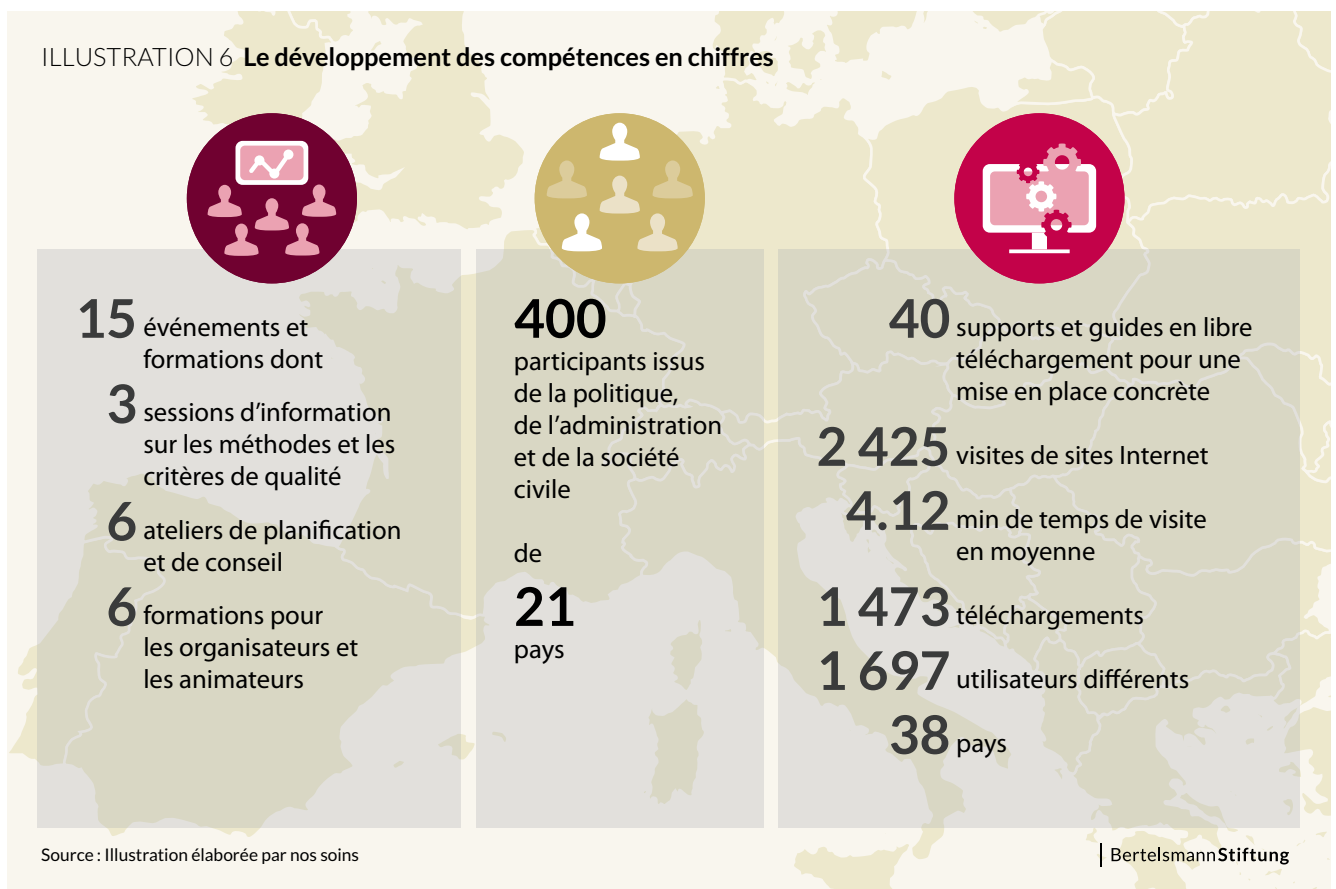 ILLUSTRATION 6 Le développement des compétences en chiffres
15 événements et
formations dont
3 sessions d'information
sur les méthodes et les
critères de qualité
6 ateliers de planification
et de conseil
6 formations pour
les organisateurs et
les animateurs
400
participants issus
de la politique,
de l'administration
et de la société
civile
de
21
pays
40 supports et guides en libre
téléchargement pour une
mise en place concrète
2 425 visites de sites Internet
4.12 min de temps de visite
en moyenne
1 473 téléchargements
1 697 utilisateurs différents
38 pays
Source : Illustration élaborée par nos soins
BertelsmannStiftung